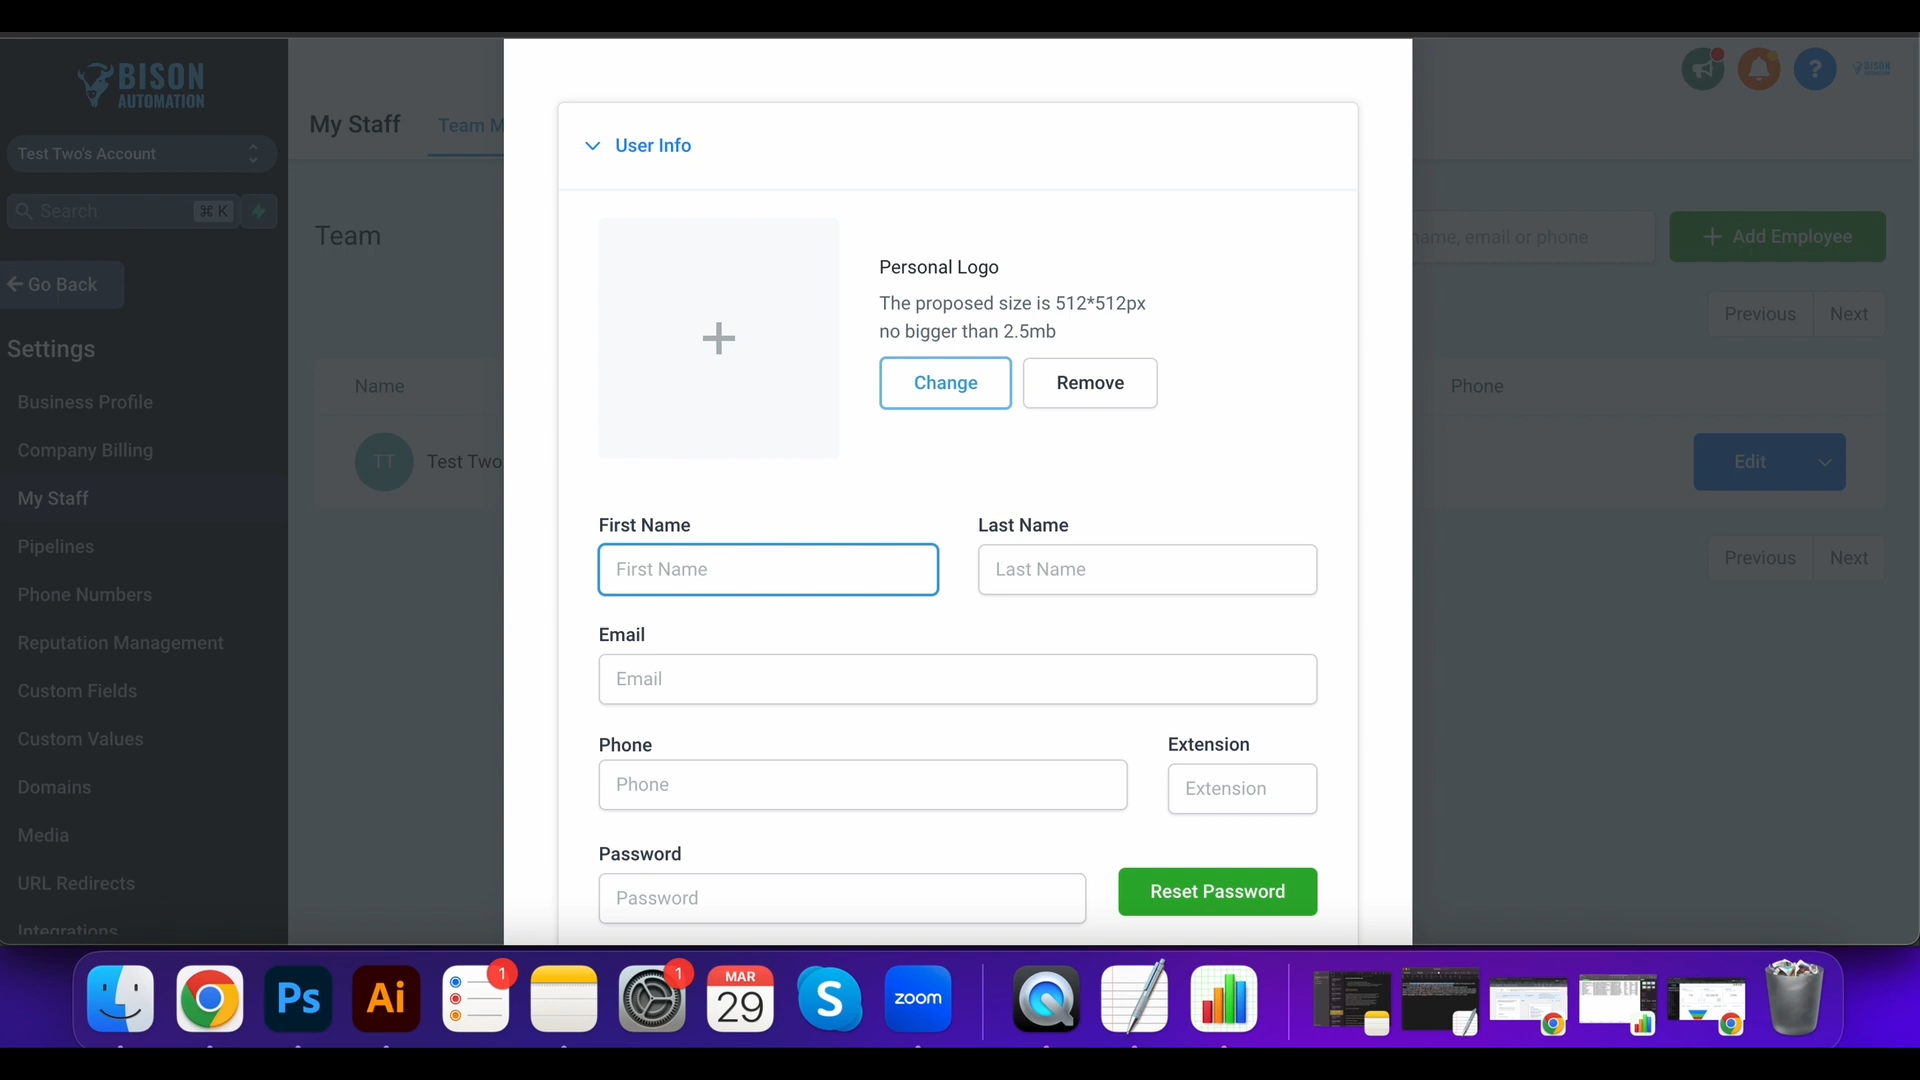 BISON
AUTOMATION
Test Two's Account
Search
⌘ K
Go Back
Settings
Business Profile
Company Billing
My Staff
Pipelines
Phone Numbers
Reputation Management
Custom Fields
Custom Values
Domains
Media
URL Redirects
Integrations
My Staff
Team M
Team
Name
TT
Test Two
User Info
Personal Logo
The proposed size is 512*512px
no bigger than 2.5mb
Change
Remove
First Name
Last Name
First Name
Last Name
Email
Email
Phone
Extension
Phone
Extension
Password
Password
Reset Password
?
BISON
name, email or phone
+ Add Employee
Previous
Next
Phone
Edit
Previous
Next
Ps
Ai
1
1
MAR
29
S
zoom